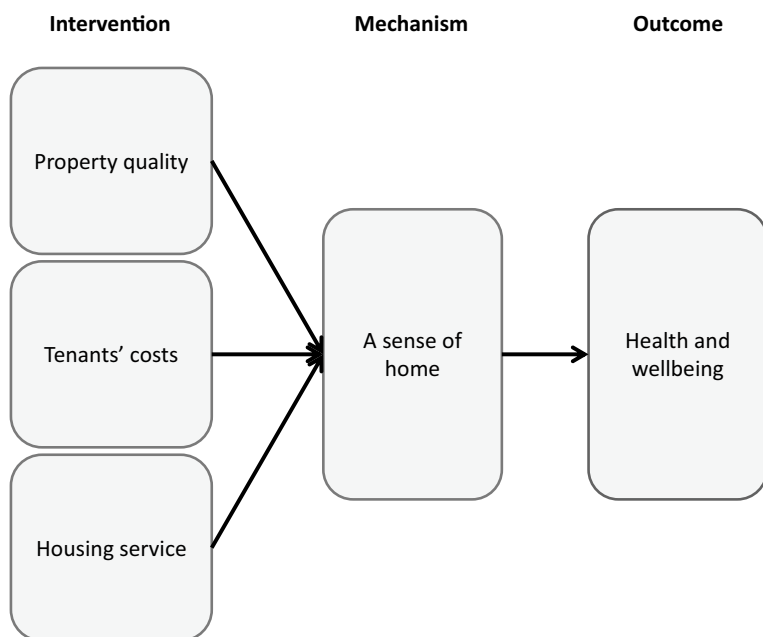 Intervention
Mechanism
Outcome
Property quality
Tenants’ costs
Housing service
A sense of
home
Health and
wellbeing